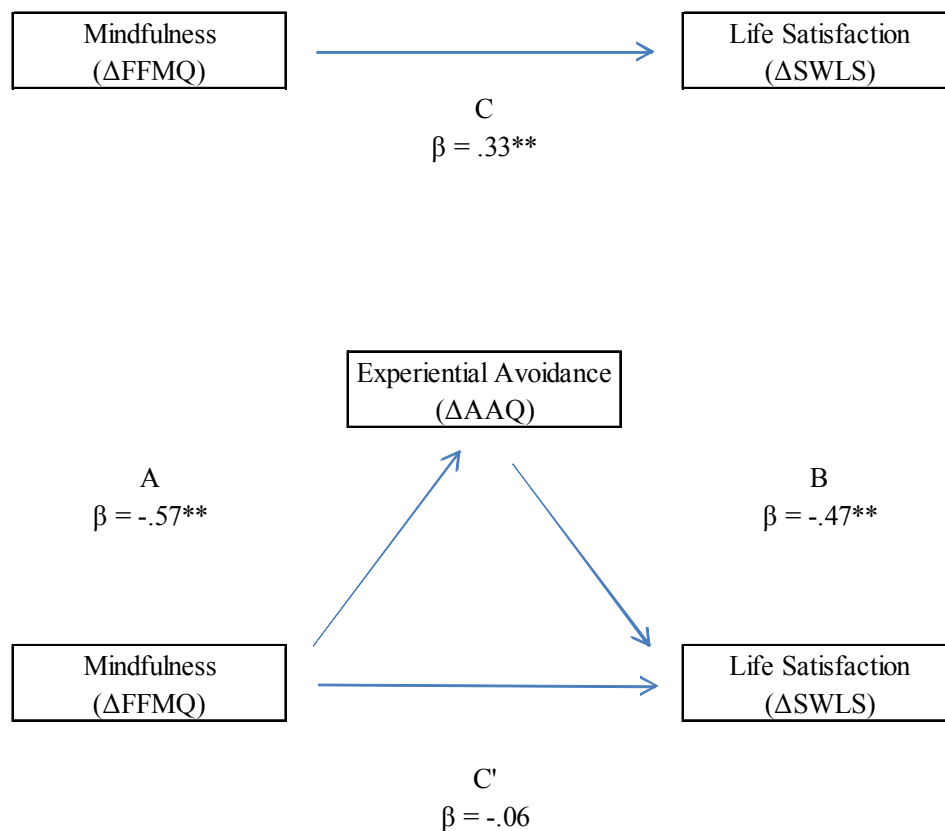 Mindfulness
(ΔFFMQ)
Life Satisfaction
(ΔSWLS)
C
β = .33**
Experiential Avoidance
(ΔAAQ)
A
β = -.57**
B
β = -.47**
Mindfulness
(ΔFFMQ)
Life Satisfaction
(ΔSWLS)
C'
β = -.06